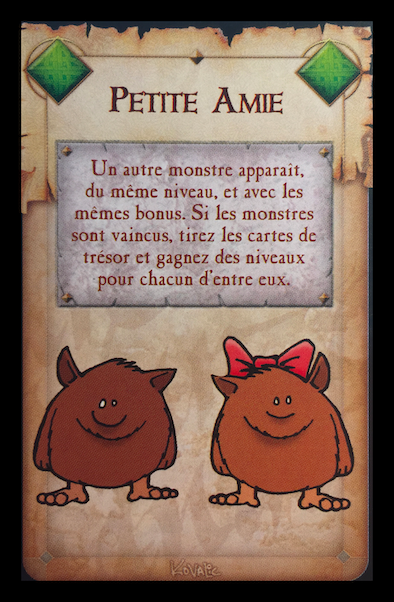 Petite Amie
Un autre monstre apparaît,
du même niveau, et avec les
mêmes bonus. Si les monstres
sont vaincus, tirez les cartes de
trésor et gagnez des niveaux
pour chacun d'entre eux.
Kovalic